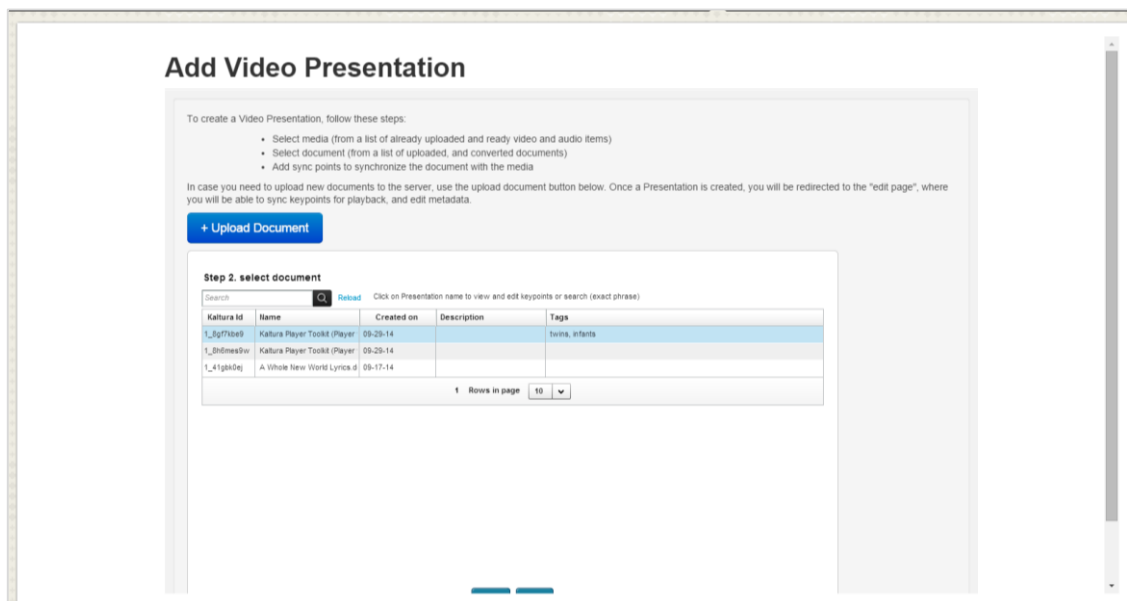 Add Video Presentation
To create a Video Presentation, follow these steps:
• Select media (from a list of already uploaded and ready video and audio items)
• Select document (from a list of uploaded, and converted documents)
• Add sync points to synchronize the document with the media
In case you need to upload new documents to the server, use the upload document button below. Once a Presentation is created, you will be redirected to the "edit page", where
you will be able to sync keypoints for playback, and edit metadata.
+ Upload Document
Step 2. select document
Search Reload Click on Presentation name to view and edit keypoints or search (exact phrase)
Kaltura Id Name Created on Description Tags
1_8gf7kbe9 Kaltura Player Toolkit (Player 09-29-14 twins, infants
1_8h6mes9w Kaltura Player Toolkit (Player 09-29-14
1_41gbk0ej A Whole New World Lyrics.d 09-17-14
1 Rows in page 10